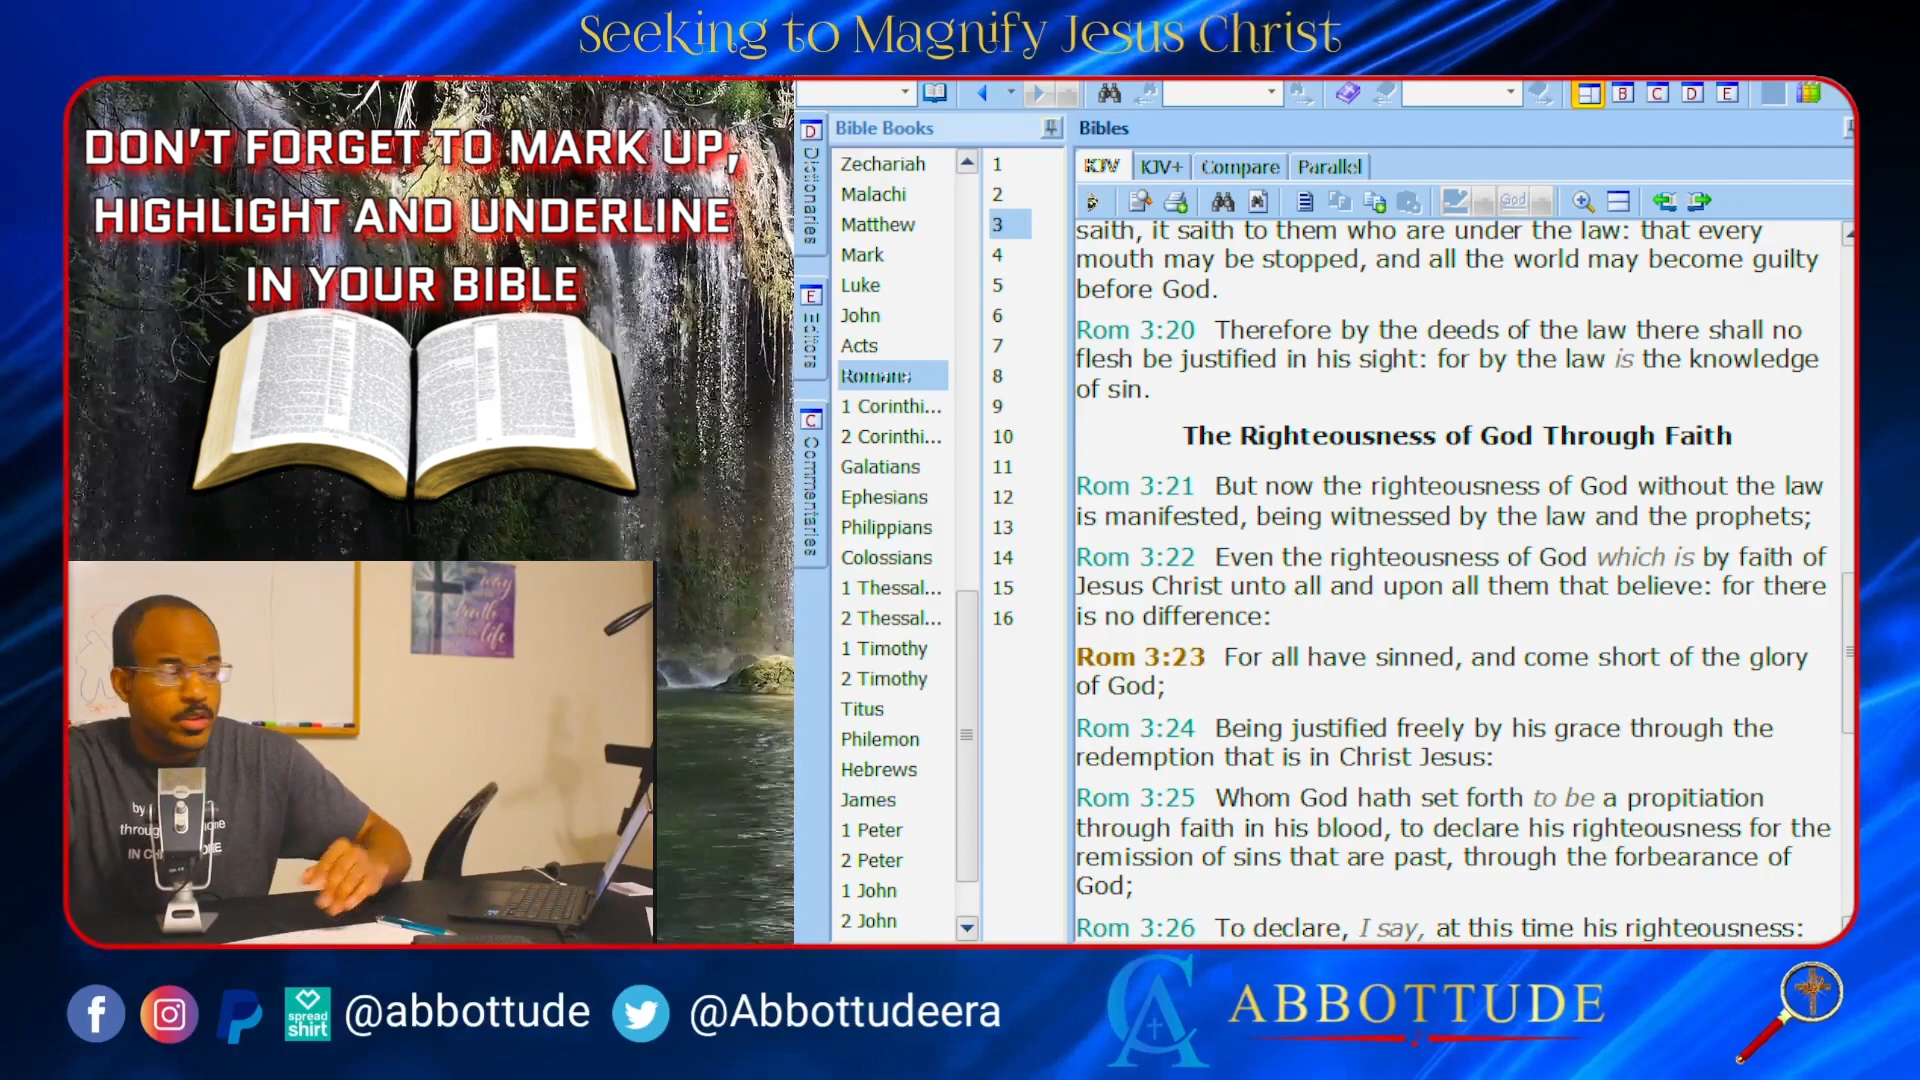 Seeking to Magnify Jesus Christ
DON'T FORGET TO MARK UP,
HIGHLIGHT AND UNDERLINE
IN YOUR BIBLE
way
truth
life
by
IN
D Dictionaries
E Editors
C Commentaries
B C D E
Bible Books
Zechariah
Malachi
Matthew
Mark
Luke
John
Acts
Romans
1 Corinthi...
2 Corinthi...
Galatians
Ephesians
Philippians
Colossians
1 Thessal...
2 Thessal...
1 Timothy
2 Timothy
Titus
Philemon
Hebrews
James
1 Peter
2 Peter
1 John
2 John
1
2
3
4
5
6
7
8
9
10
11
12
13
14
15
16
Bibles
KJV KJV+ Compare Parallel
God
saith, it saith to them who are under the law: that every
mouth may be stopped, and all the world may become guilty
before God.
Rom 3:20 Therefore by the deeds of the law there shall no
flesh be justified in his sight: for by the law is the knowledge
of sin.
The Righteousness of God Through Faith
Rom 3:21 But now the righteousness of God without the law
is manifested, being witnessed by the law and the prophets;
Rom 3:22 Even the righteousness of God which is by faith of
Jesus Christ unto all and upon all them that believe: for there
is no difference:
Rom 3:23 For all have sinned, and come short of the glory
of God;
Rom 3:24 Being justified freely by his grace through the
redemption that is in Christ Jesus:
Rom 3:25 Whom God hath set forth to be a propitiation
through faith in his blood, to declare his righteousness for the
remission of sins that are past, through the forbearance of
God;
Rom 3:26 To declare, I say, at this time his righteousness:
spread
shirt
@abbottude
@Abbottudeera
CA
ABBOTTUDE